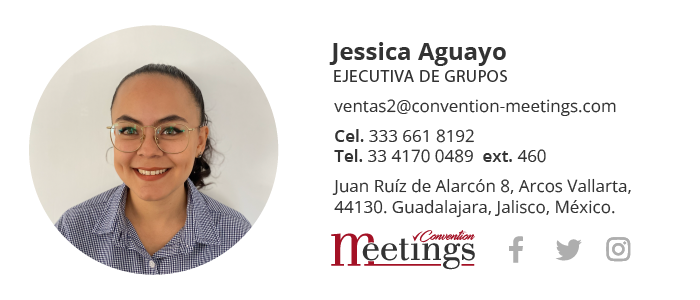 Jessica Aguayo
EJECUTIVA DE GRUPOS
ventas2@convention-meetings.com
Cel. 333 661 8192
Tel. 33 4170 0489 ext. 460
Juan Ruíz de Alarcón 8, Arcos Vallarta,
44130. Guadalajara, Jalisco, México.
Convention
Meetings